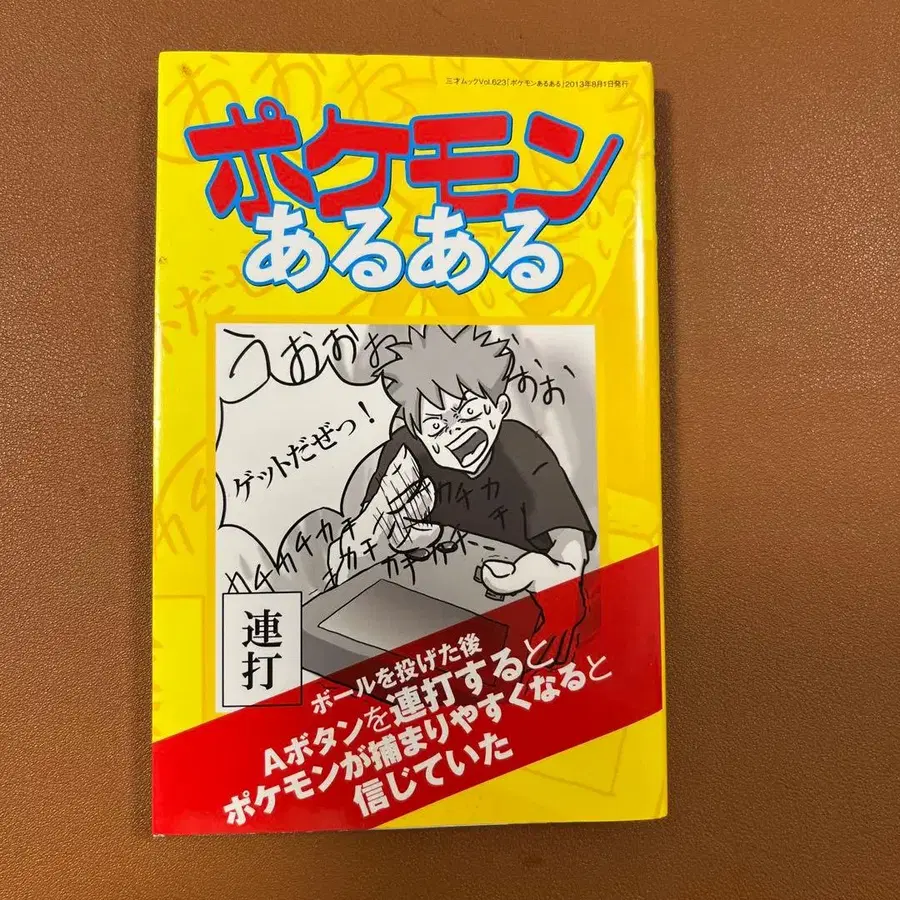 三才ムックVol.623「ポケモンあるある」2013年8月1日発行
ポケモン
あるある
うおおお
おお
ゲットだぜっ！
カチカチカチ
カチカチ
カチカチ
連打
ボールを投げた後
Aボタンを連打すると
ポケモンが捕まりやすくなると
信じていた